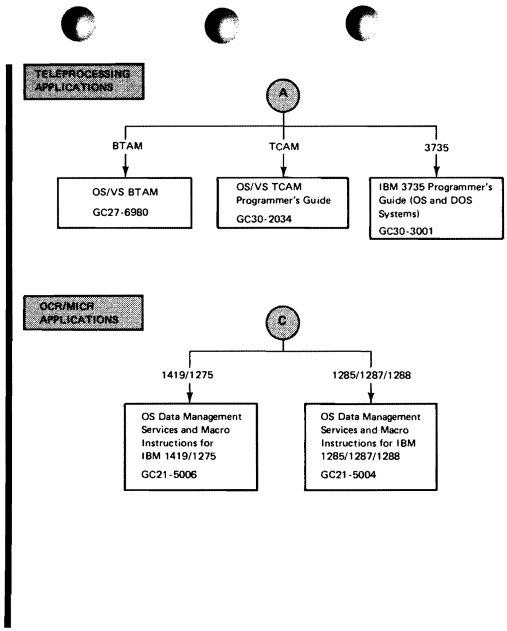 TELEPROCESSING
APPLICATIONS
A
BTAM
TCAM
3735
OS/VS BTAM
GC27-6980
OS/VS TCAM
Programmer's Guide
GC30-2034
IBM 3735 Programmer's
Guide (OS and DOS
Systems)
GC30-3001
OCR/MICR
APPLICATIONS
C
1419/1275
1285/1287/1288
OS Data Management
Services and Macro
Instructions for
IBM 1419/1275
GC21-5006
OS Data Management
Services and Macro
Instructions for IBM
1285/1287/1288
GC21-5004